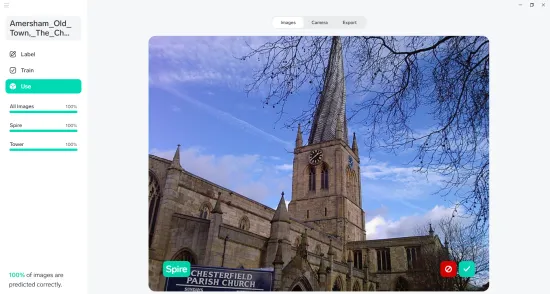 Amersham_Old_
Town,_The_Ch...
Label
Train
Use
All Images 100%
Spire 100%
Tower 100%
100% of images are
predicted correctly.
Images
Camera
Export
Spire
CHESTERFIELD
PARISH CHURCH
SUNDAYS